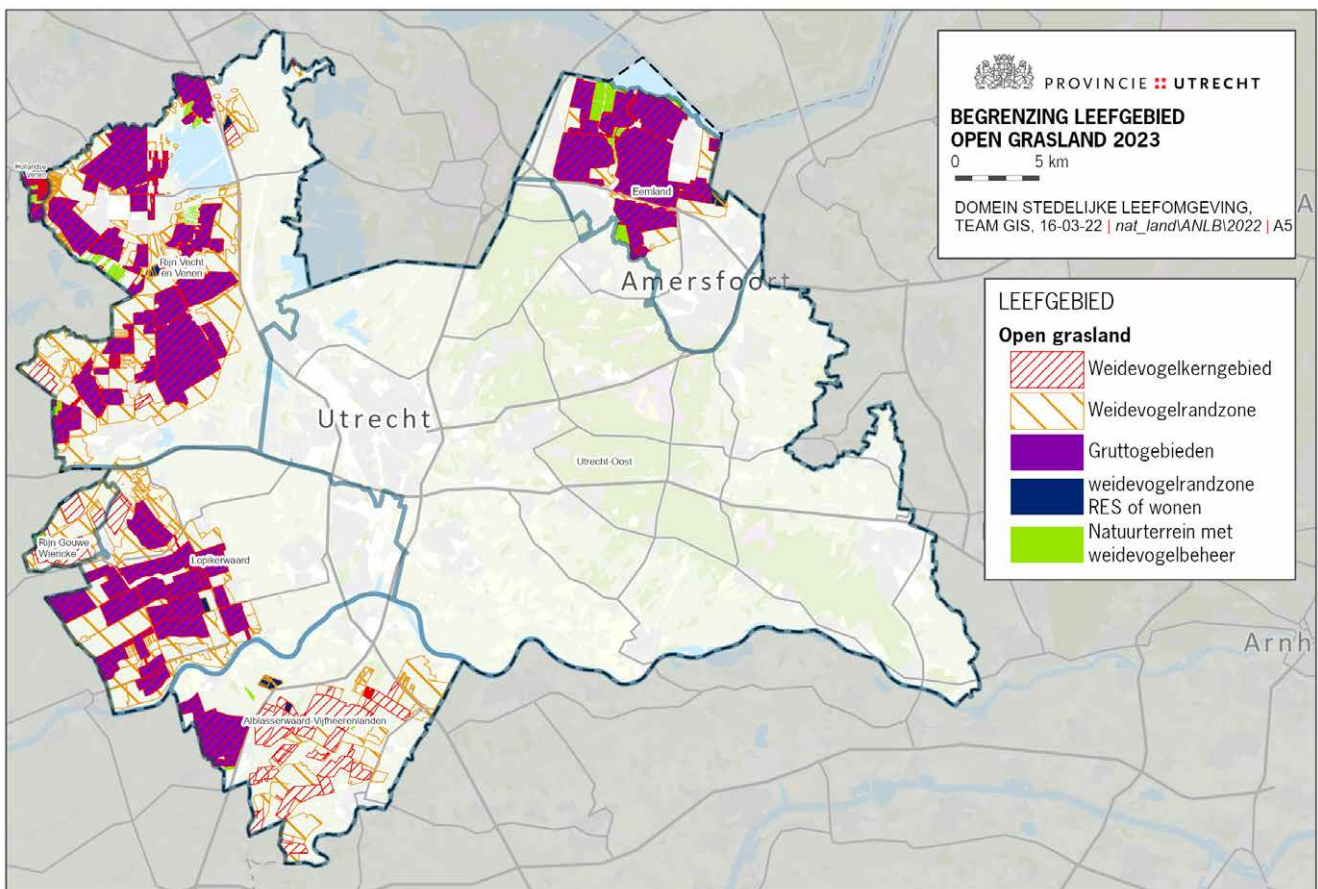 PROVINCIE UTRECHT
BEGRENZING LEEFGEBIED
OPEN GRASLAND 2023
0 5 km
DOMEIN STEDELIJKE LEEFOMGEVING,
TEAM GIS, 16-03-22 | nat_land\ANLB\2022 | A5
LEEFGEBIED
Open grasland
Weidevogelkerngebied
Weidevogelrandzone
Gruttogebieden
weidevogelrandzone
RES of wonen
Natuurterrein met
weidevogelbeheer
Hollandse
Venen
Eemland
Rijn Vecht
en Venen
Amersfoort
Utrecht
Utrecht-Oost
Rijn Gouwe
Wiericke
Lopikerwaard
Alblasserwaard-Vijfheerenlanden
Arnh
A